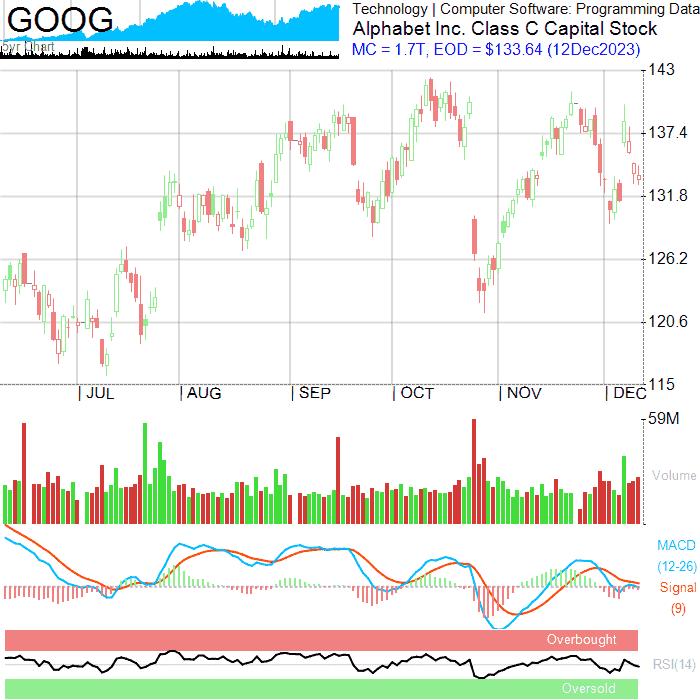 GOOG
5yr Chart
Technology | Computer Software: Programming Data
Alphabet Inc. Class C Capital Stock
MC = 1.7T, EOD = $133.64 (12Dec2023)
143
137.4
131.8
126.2
120.6
115
| JUL | AUG | SEP | OCT | NOV | DEC
59M
Volume
MACD
(12-26)
Signal
(9)
Overbought
RSI(14)
Oversold